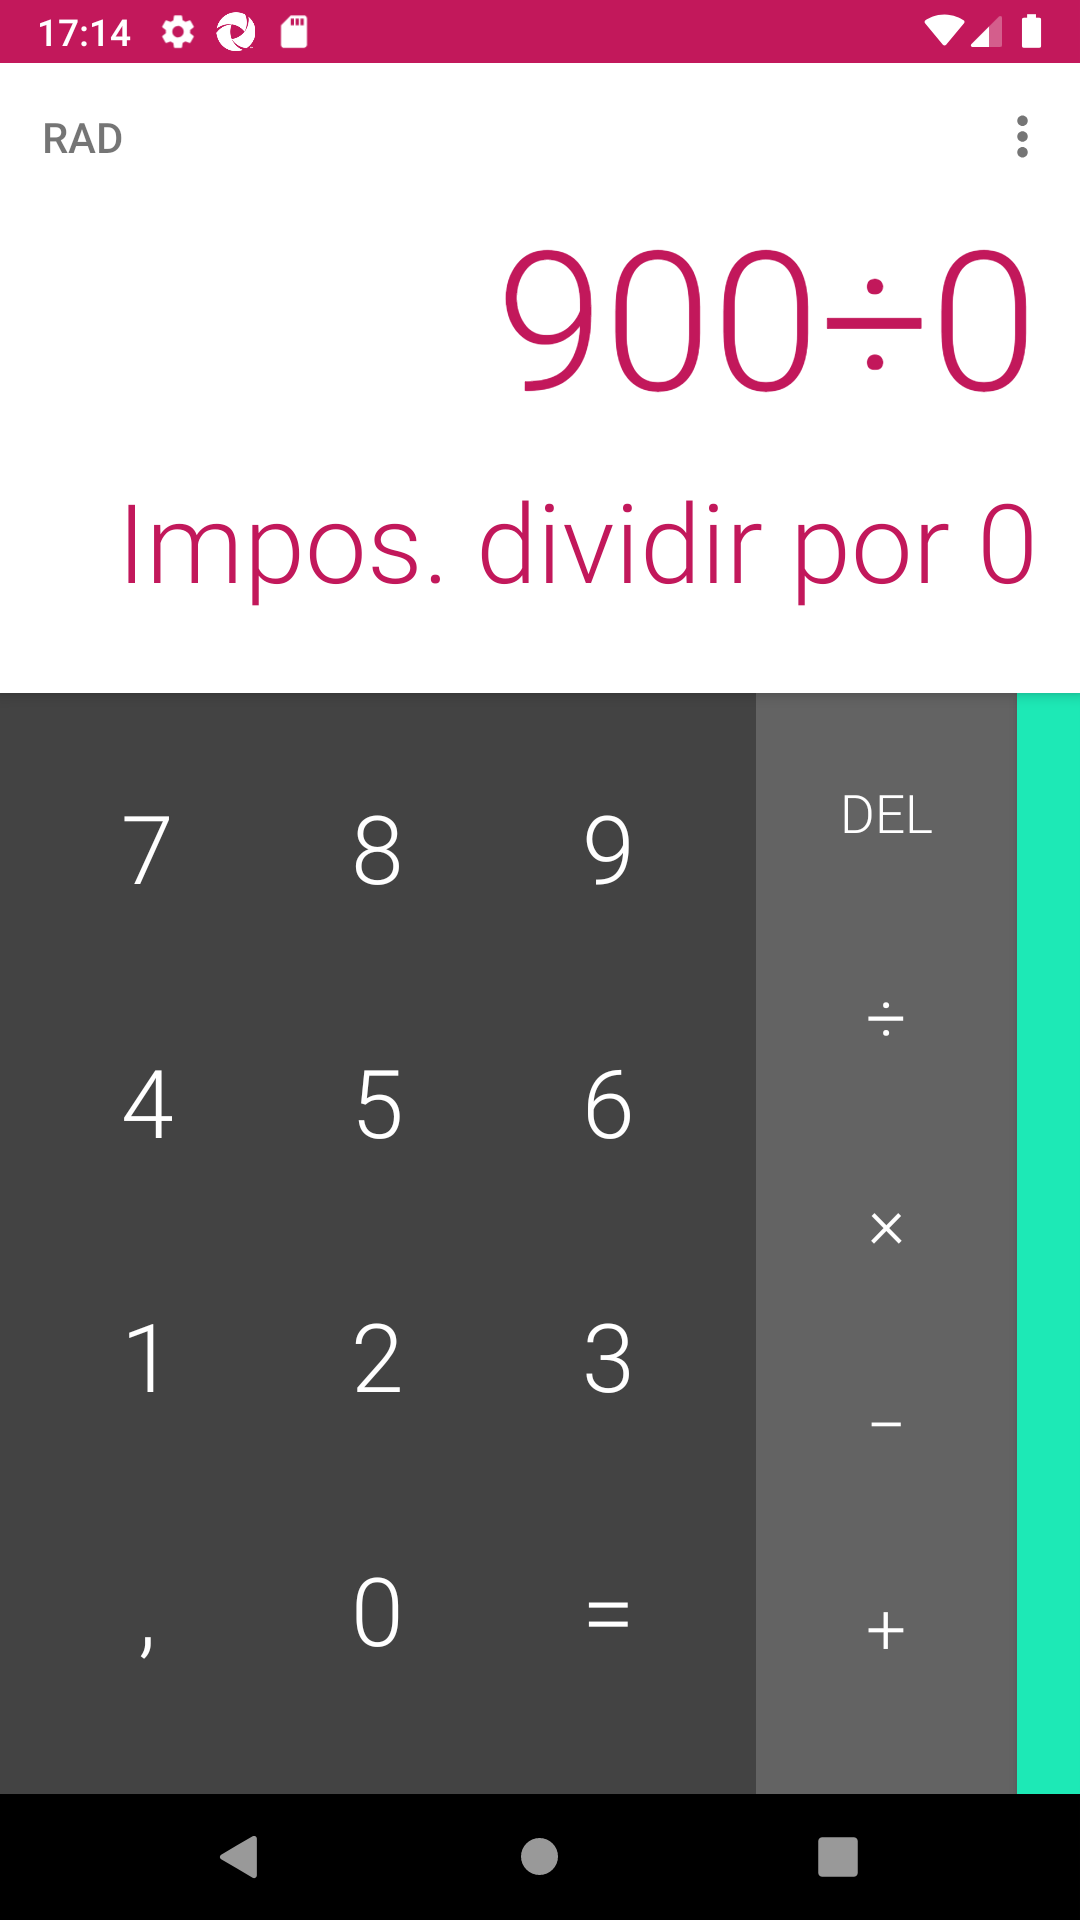 17:14
RAD
900÷0
Impos. dividir por 0
7 8 9 DEL
÷
4 5 6
×
1 2 3
−
, 0 =
+